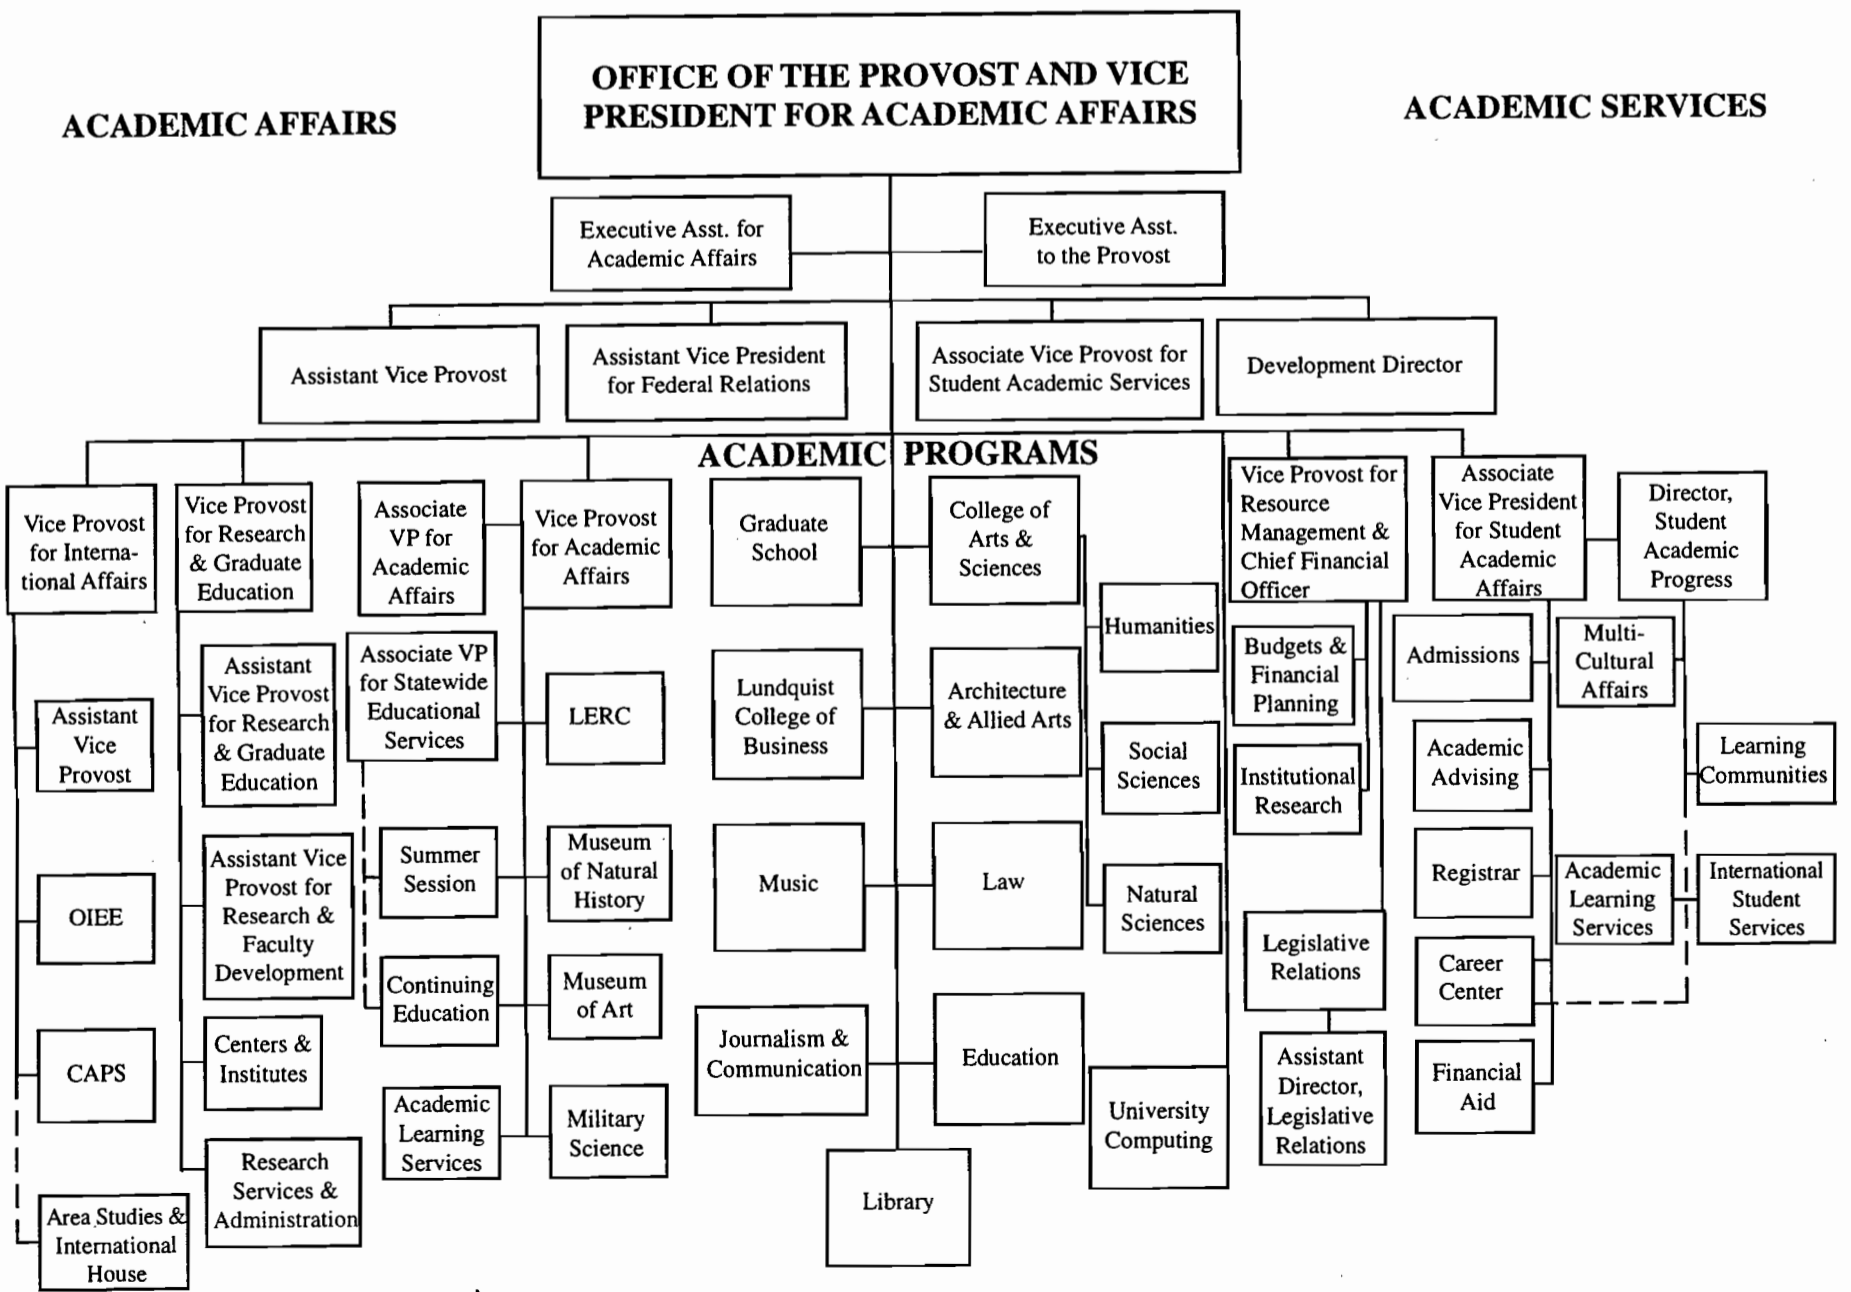 ACADEMIC AFFAIRS
OFFICE OF THE PROVOST AND VICE
PRESIDENT FOR ACADEMIC AFFAIRS
ACADEMIC SERVICES
Executive Asst. for
Academic Affairs
Executive Asst.
to the Provost
Assistant Vice Provost
Assistant Vice President
for Federal Relations
Associate Vice Provost for
Student Academic Services
Development Director
ACADEMIC PROGRAMS
Vice Provost
for Interna-
tional Affairs
Assistant
Vice
Provost
OIEE
CAPS
Area Studies &
International
House
Vice Provost
for Research
& Graduate
Education
Assistant
Vice Provost
for Research
& Graduate
Education
Assistant Vice
Provost for
Research &
Faculty
Development
Centers &
Institutes
Research
Services &
Administration
Associate
VP for
Academic
Affairs
Vice Provost
for Academic
Affairs
Associate VP
for Statewide
Educational
Services
LERC
Summer
Session
Museum
of Natural
History
Continuing
Education
Museum
of Art
Academic
Learning
Services
Military
Science
Graduate
School
College of
Arts &
Sciences
Humanities
Social
Sciences
Natural
Sciences
Lundquist
College of
Business
Architecture
& Allied Arts
Music
Law
Journalism &
Communication
Education
Library
University
Computing
Vice Provost for
Resource
Management &
Chief Financial
Officer
Budgets &
Financial
Planning
Institutional
Research
Legislative
Relations
Assistant
Director,
Legislative
Relations
Associate
Vice President
for Student
Academic
Affairs
Director,
Student
Academic
Progress
Admissions
Academic
Advising
Registrar
Career
Center
Financial
Aid
Multi-
Cultural
Affairs
Learning
Communities
Academic
Learning
Services
International
Student
Services